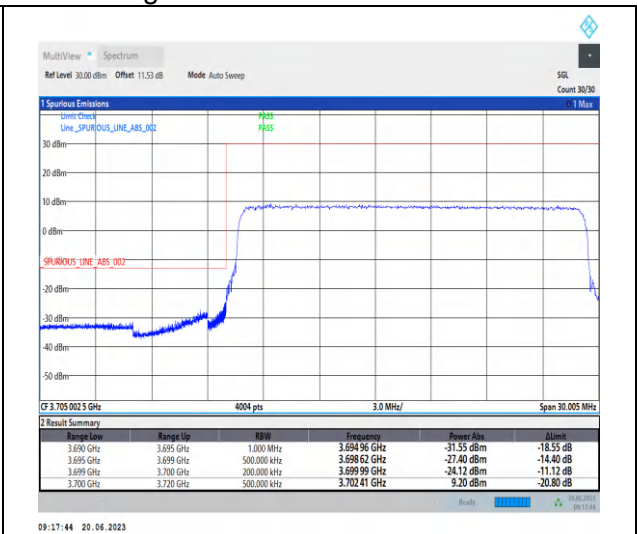 MultiView Spectrum
Ref Level 30.00 dBm Offset 11.53 dB Mode Auto Sweep SGL
Count 30/30
1 Spurious Emissions 1 Max
Limit Check PASS
Line _SPURIOUS_LINE_ABS_002 PASS
30 dBm
20 dBm
10 dBm
0 dBm
SPURIOUS_LINE_ABS_002
-20 dBm
-30 dBm
-40 dBm
-50 dBm
CF 3.705 002 5 GHz 4004 pts 3.0 MHz/ Span 30.005 MHz
2 Result Summary
Range Low Range Up RBW Frequency Power Abs ΔLimit
3.690 GHz 3.695 GHz 1.000 MHz 3.694 96 GHz -31.55 dBm -18.55 dB
3.695 GHz 3.699 GHz 500.000 kHz 3.698 62 GHz -27.40 dBm -14.40 dB
3.699 GHz 3.700 GHz 200.000 kHz 3.699 99 GHz -24.12 dBm -11.12 dB
3.700 GHz 3.720 GHz 500.000 kHz 3.702 41 GHz 9.20 dBm -20.80 dB
Ready 20.06.2023
09:17:44
09:17:44 20.06.2023